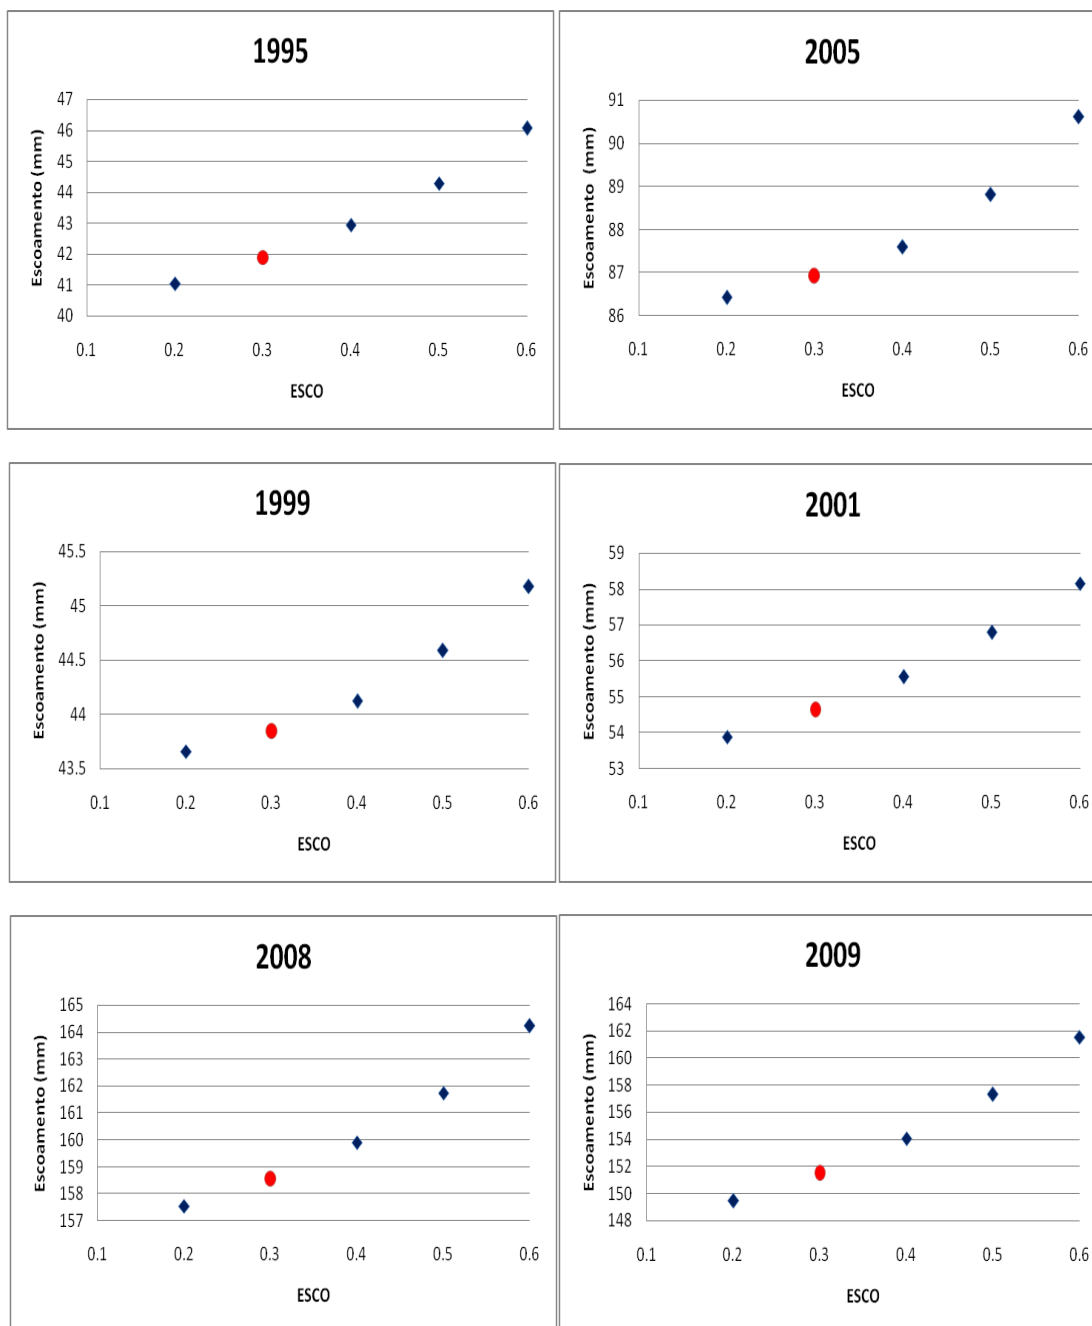 1995
Escoamento (mm)
47
46
45
44
43
42
41
40
0.1 0.2 0.3 0.4 0.5 0.6
ESCO
2005
Escoamento (mm)
91
90
89
88
87
86
0.1 0.2 0.3 0.4 0.5 0.6
ESCO
1999
Escoamento (mm)
45.5
45
44.5
44
43.5
0.1 0.2 0.3 0.4 0.5 0.6
ESCO
2001
Escoamento (mm)
59
58
57
56
55
54
53
0.1 0.2 0.3 0.4 0.5 0.6
ESCO
2008
Escoamento (mm)
165
164
163
162
161
160
159
158
157
0.1 0.2 0.3 0.4 0.5 0.6
ESCO
2009
Escoamento (mm)
164
162
160
158
156
154
152
150
148
0.1 0.2 0.3 0.4 0.5 0.6
ESCO